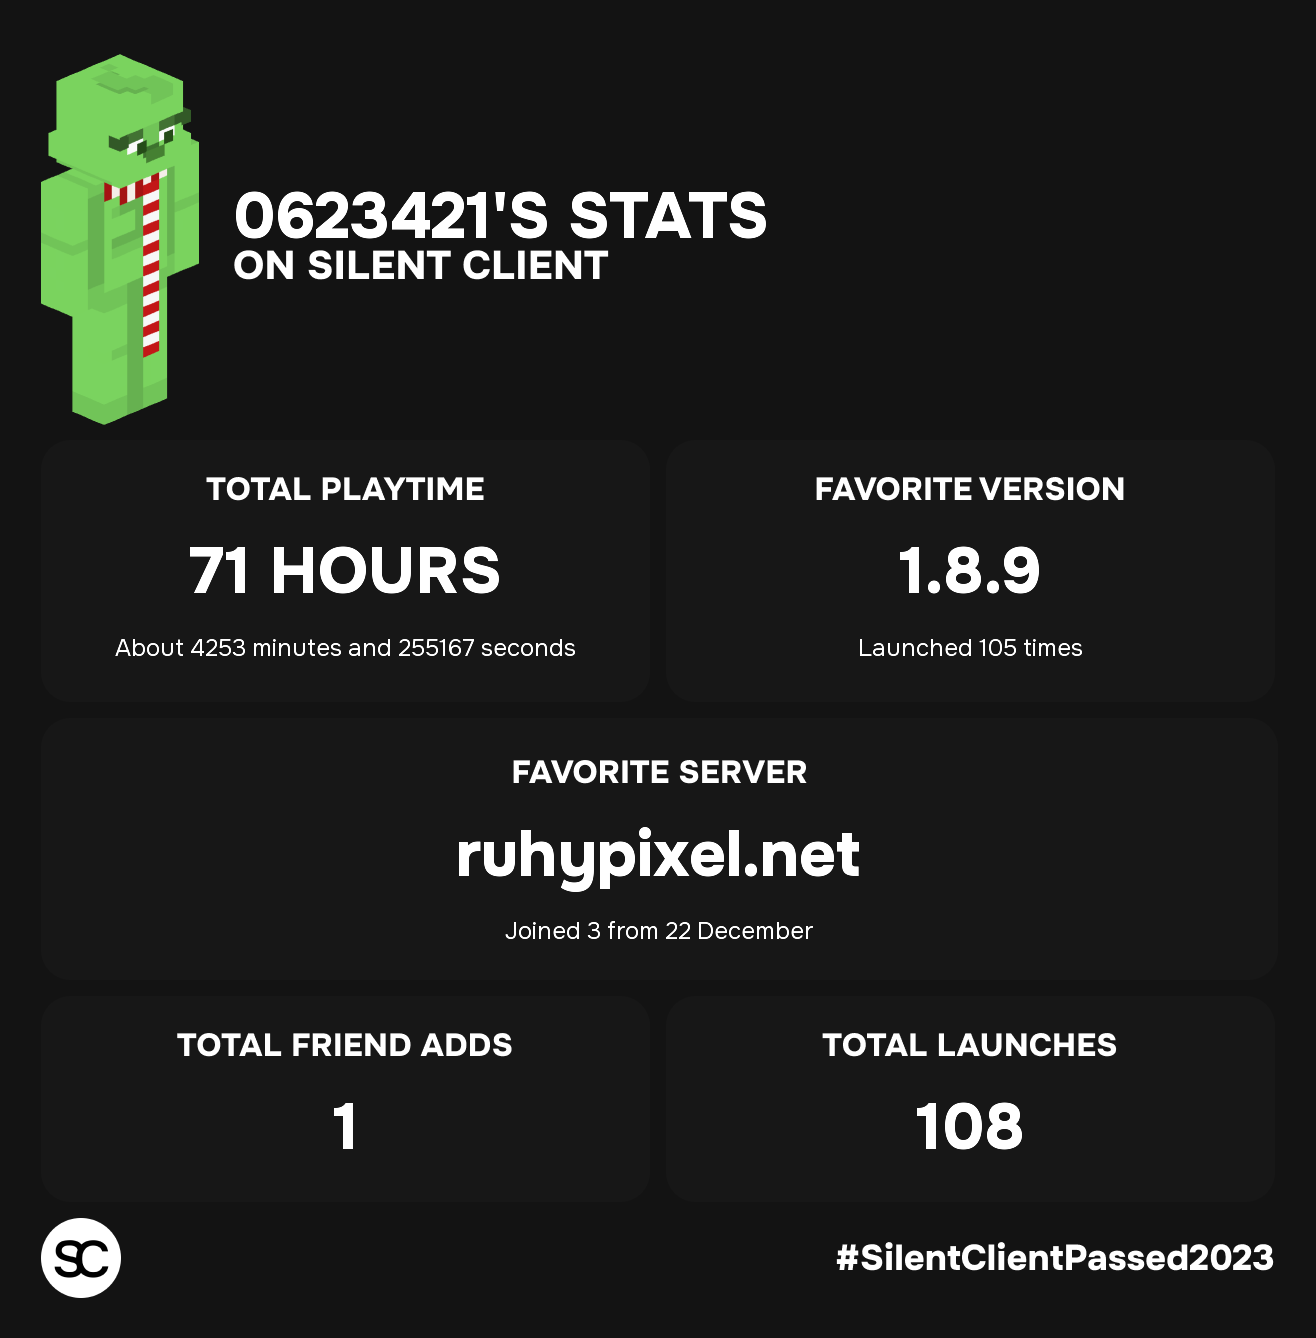 0623421'S STATS
ON SILENT CLIENT
TOTAL PLAYTIME
71 HOURS
About 4253 minutes and 255167 seconds
FAVORITE VERSION
1.8.9
Launched 105 times
FAVORITE SERVER
ruhypixel.net
Joined 3 from 22 December
TOTAL FRIEND ADDS
1
TOTAL LAUNCHES
108
SC
#SilentClientPassed2023